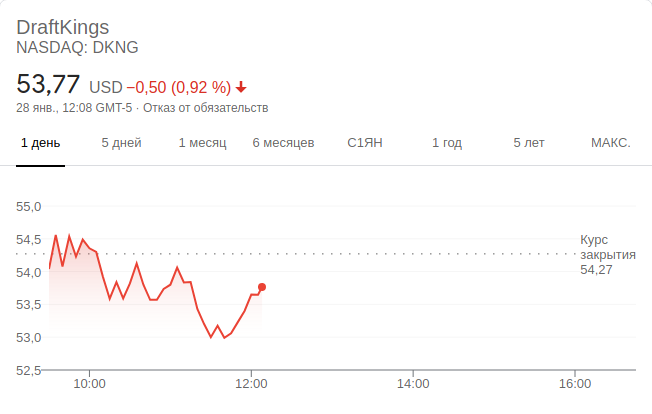 DraftKings
NASDAQ: DKNG
53,77 USD −0,50 (0,92 %)
28 янв., 12:08 GMT-5 · Отказ от обязательств
1 день 5 дней 1 месяц 6 месяцев С1ЯН 1 год 5 лет МАКС.
55,0
54,5
54,0
53,5
53,0
52,5
Курс
закрытия
54,27
10:00 12:00 14:00 16:00